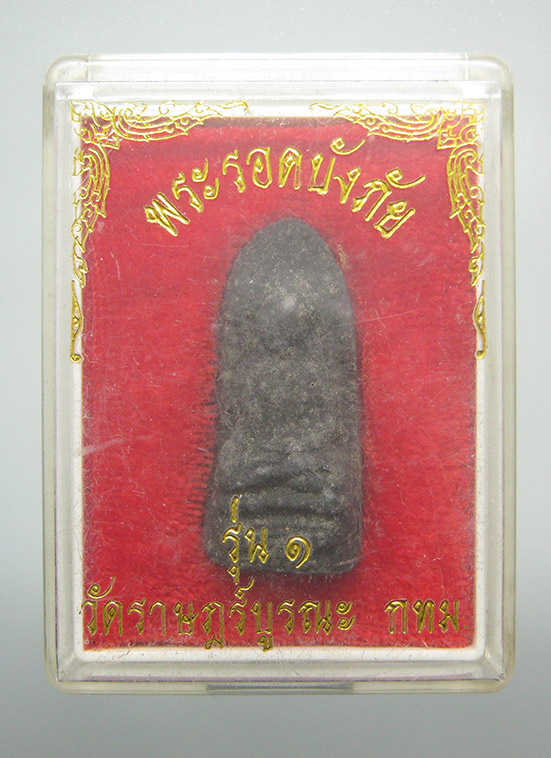 พระรอดบังภัย
รุ่น ๑
วัดราษฎร์บูรณะ กทม